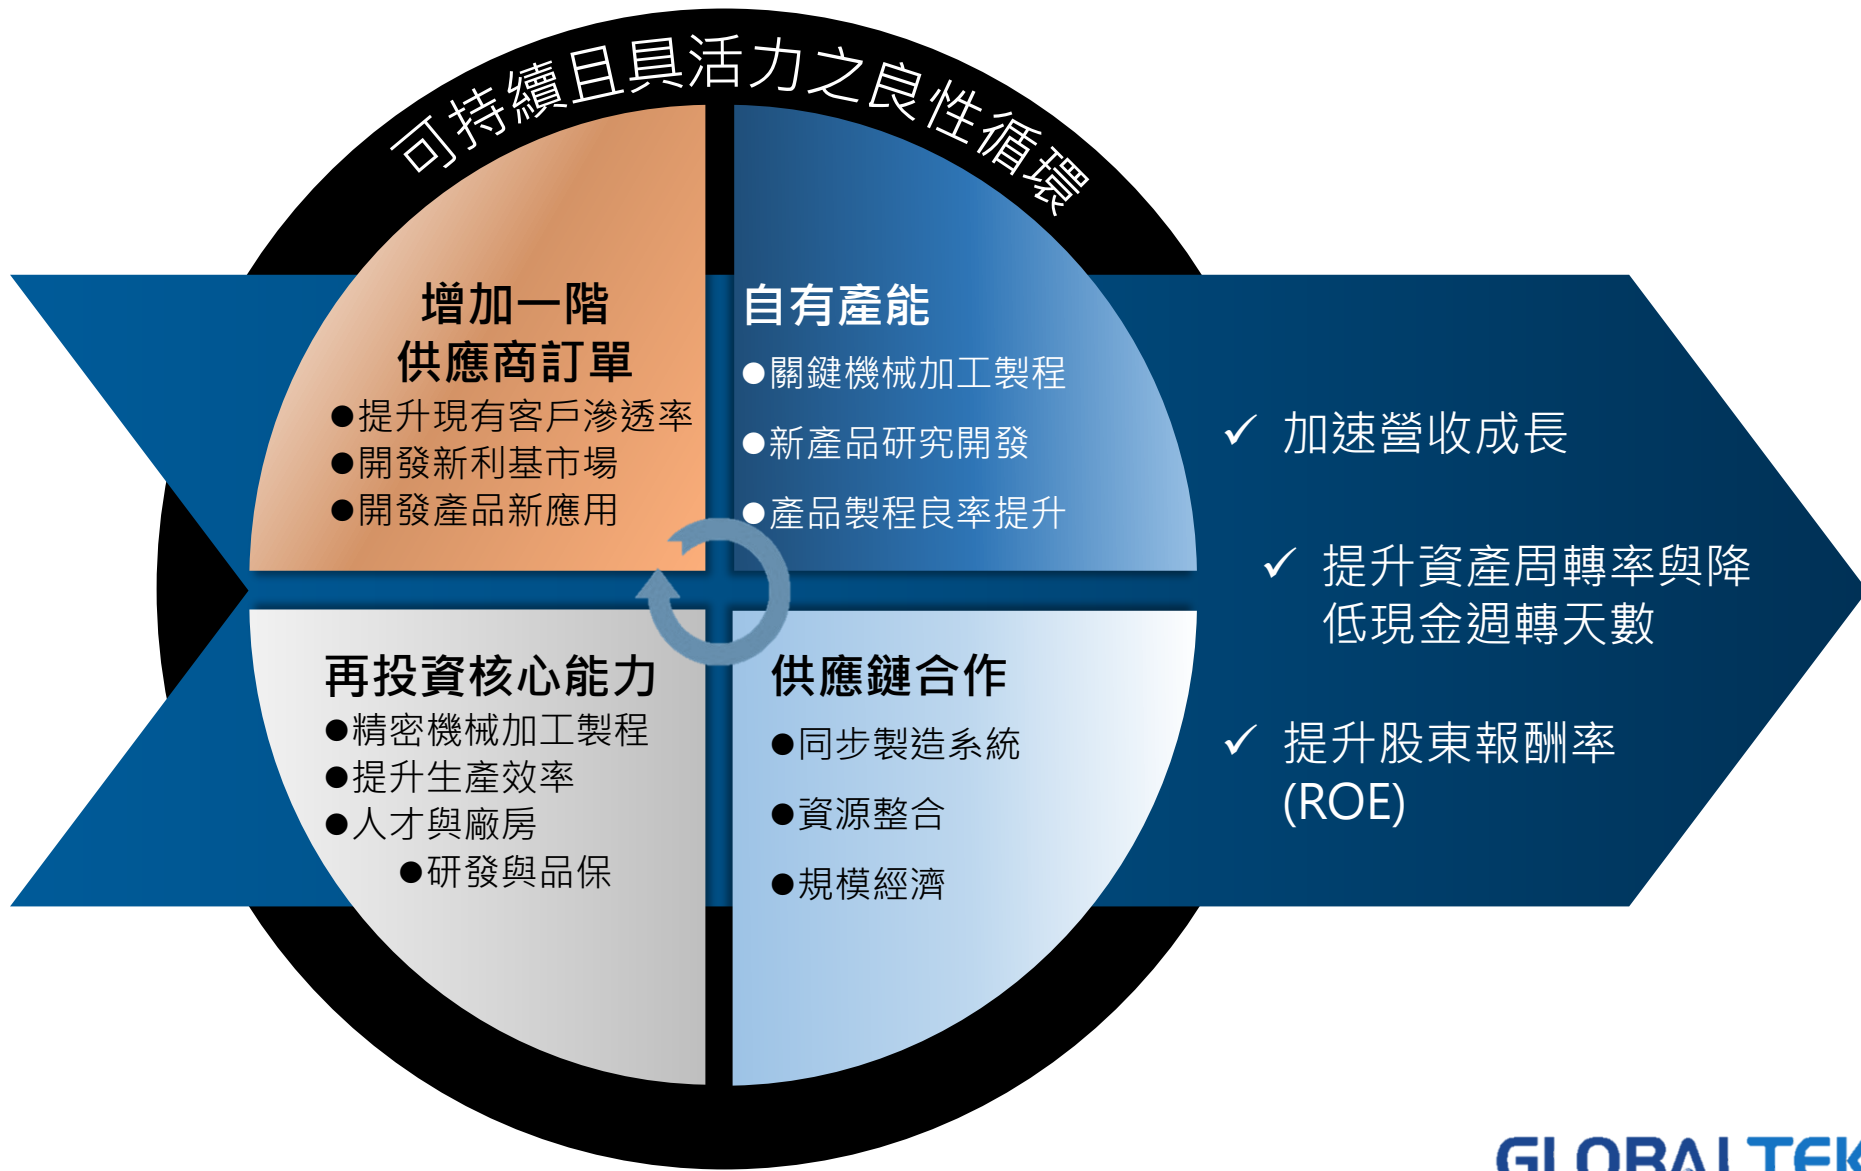 可持續且具活力之良性循環
增加一階
供應商訂單
●提升現有客戶滲透率
●開發新利基市場
●開發產品新應用
自有產能
●關鍵機械加工製程
●新產品研究開發
●產品製程良率提升
再投資核心能力
●精密機械加工製程
●提升生產效率
●人才與廠房
●研發與品保
供應鏈合作
●同步製造系統
●資源整合
●規模經濟
✓ 加速營收成長
✓ 提升資產周轉率與降
低現金週轉天數
✓ 提升股東報酬率
(ROE)
GLOBALTEK